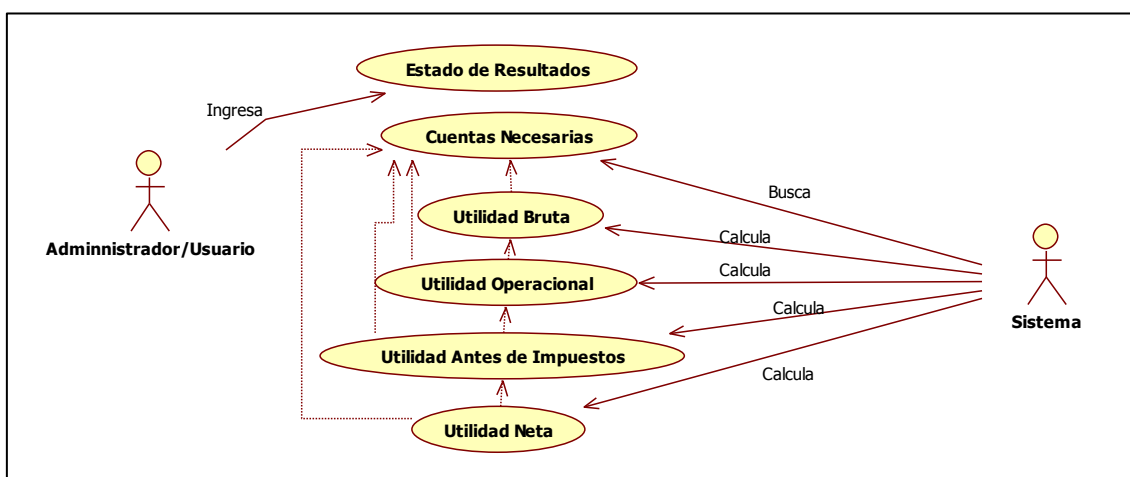 Estado de Resultados
Ingresa
Cuentas Necesarias
Busca
Utilidad Bruta
Calcula
Adminnistrador/Usuario
Calcula
Utilidad Operacional
Calcula
Sistema
Utilidad Antes de Impuestos
Calcula
Utilidad Neta